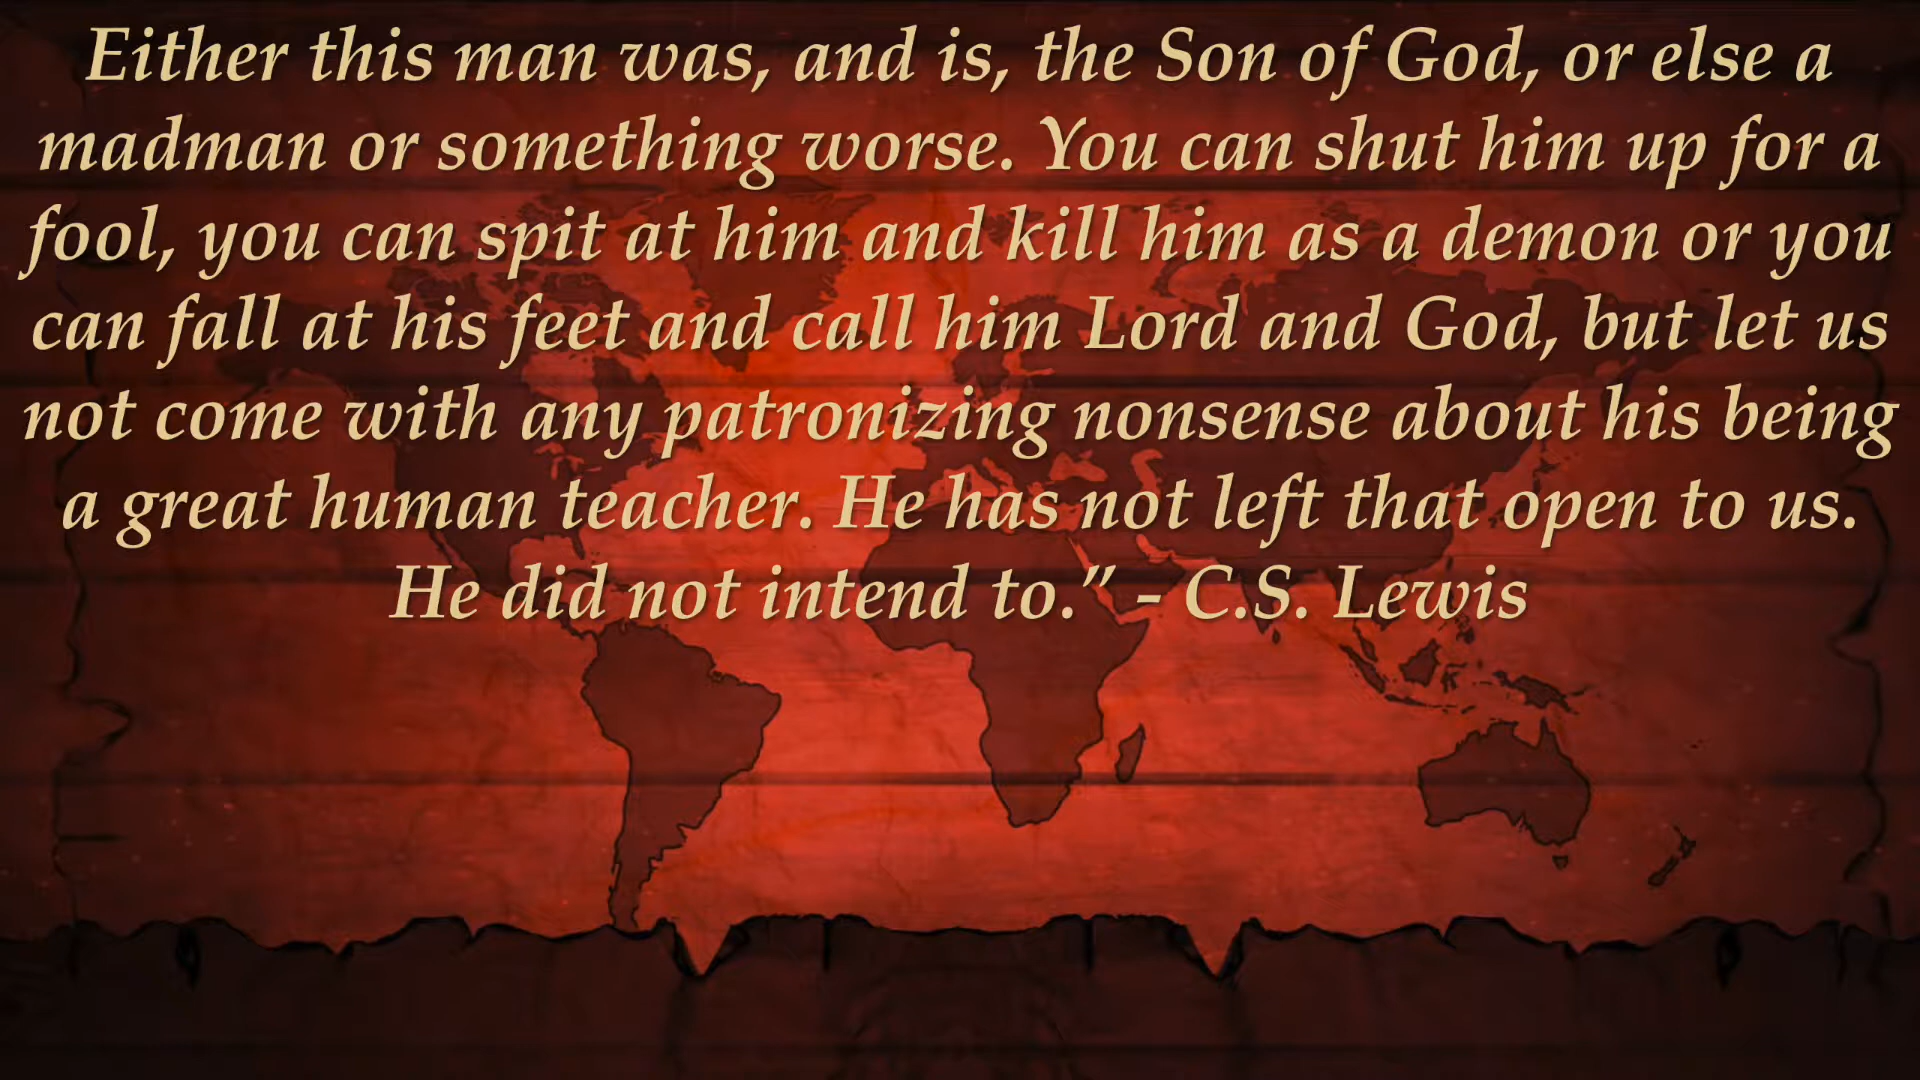 Either this man was, and is, the Son of God, or else a
madman or something worse. You can shut him up for a
fool, you can spit at him and kill him as a demon or you
can fall at his feet and call him Lord and God, but let us
not come with any patronizing nonsense about his being
a great human teacher. He has not left that open to us.
He did not intend to.” - C.S. Lewis